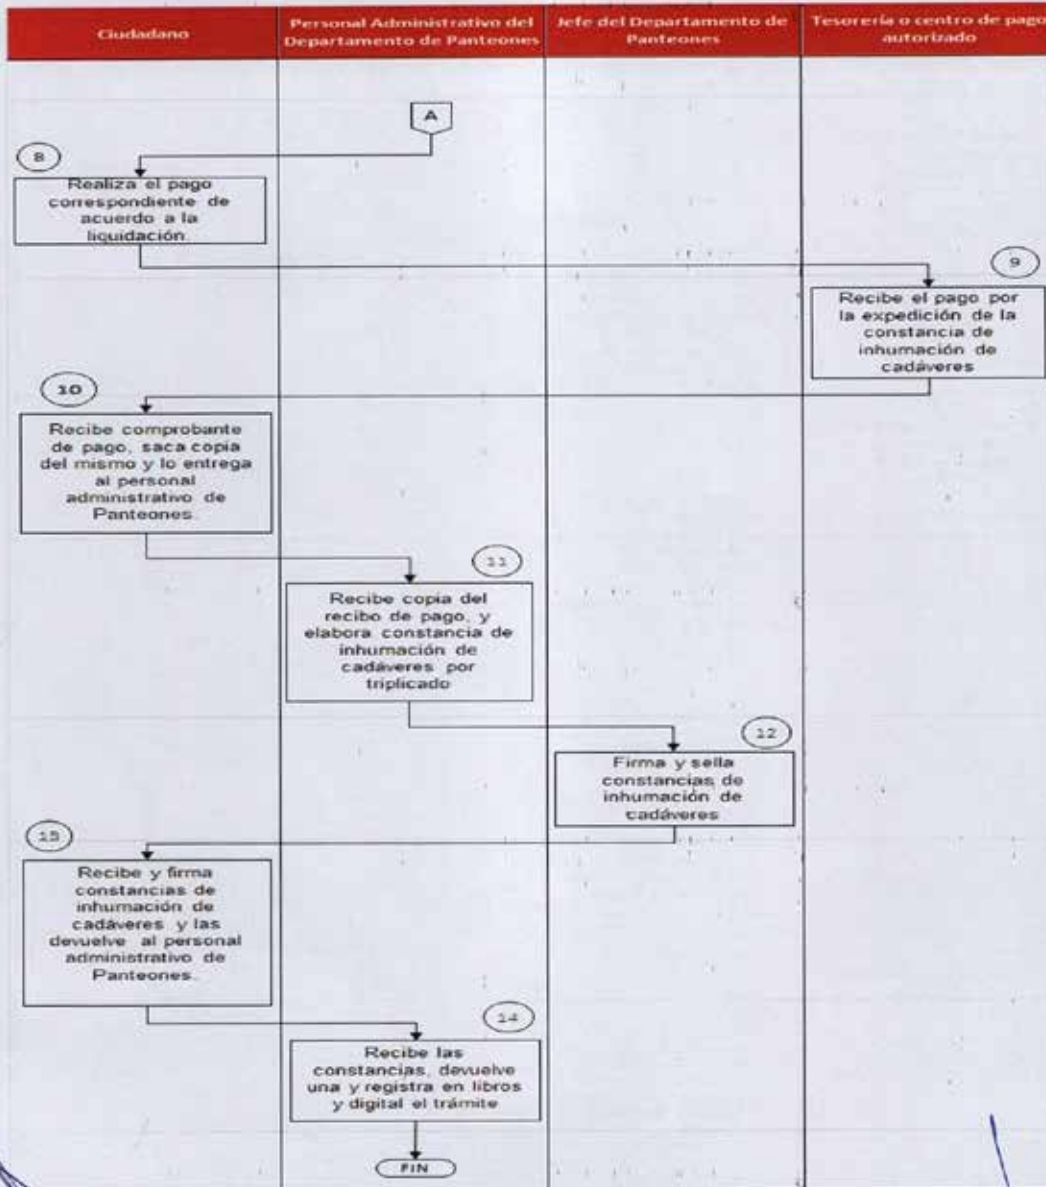 Ciudadano
Personal Administrativo del
Departamento de Panteones
Jefe del Departamento de
Panteones
Tesorería o centro de pago
autorizado
A
8
Realiza el pago
correspondiente de
acuerdo a la
liquidación.
9
Recibe el pago por
la expedición de la
constancia de
inhumación de
cadáveres
10
Recibe comprobante
de pago, saca copia
del mismo y lo entrega
al personal
administrativo de
Panteones.
11
Recibe copia del
recibo de pago, y
elabora constancia de
inhumación de
cadáveres por
triplicado
12
Firma y sella
constancias de
inhumación de
cadáveres
13
Recibe y firma
constancias de
inhumación de
cadáveres y las
devuelve al personal
administrativo de
Panteones.
14
Recibe las
constancias, devuelve
una y registra en libros
y digital el trámite
FIN